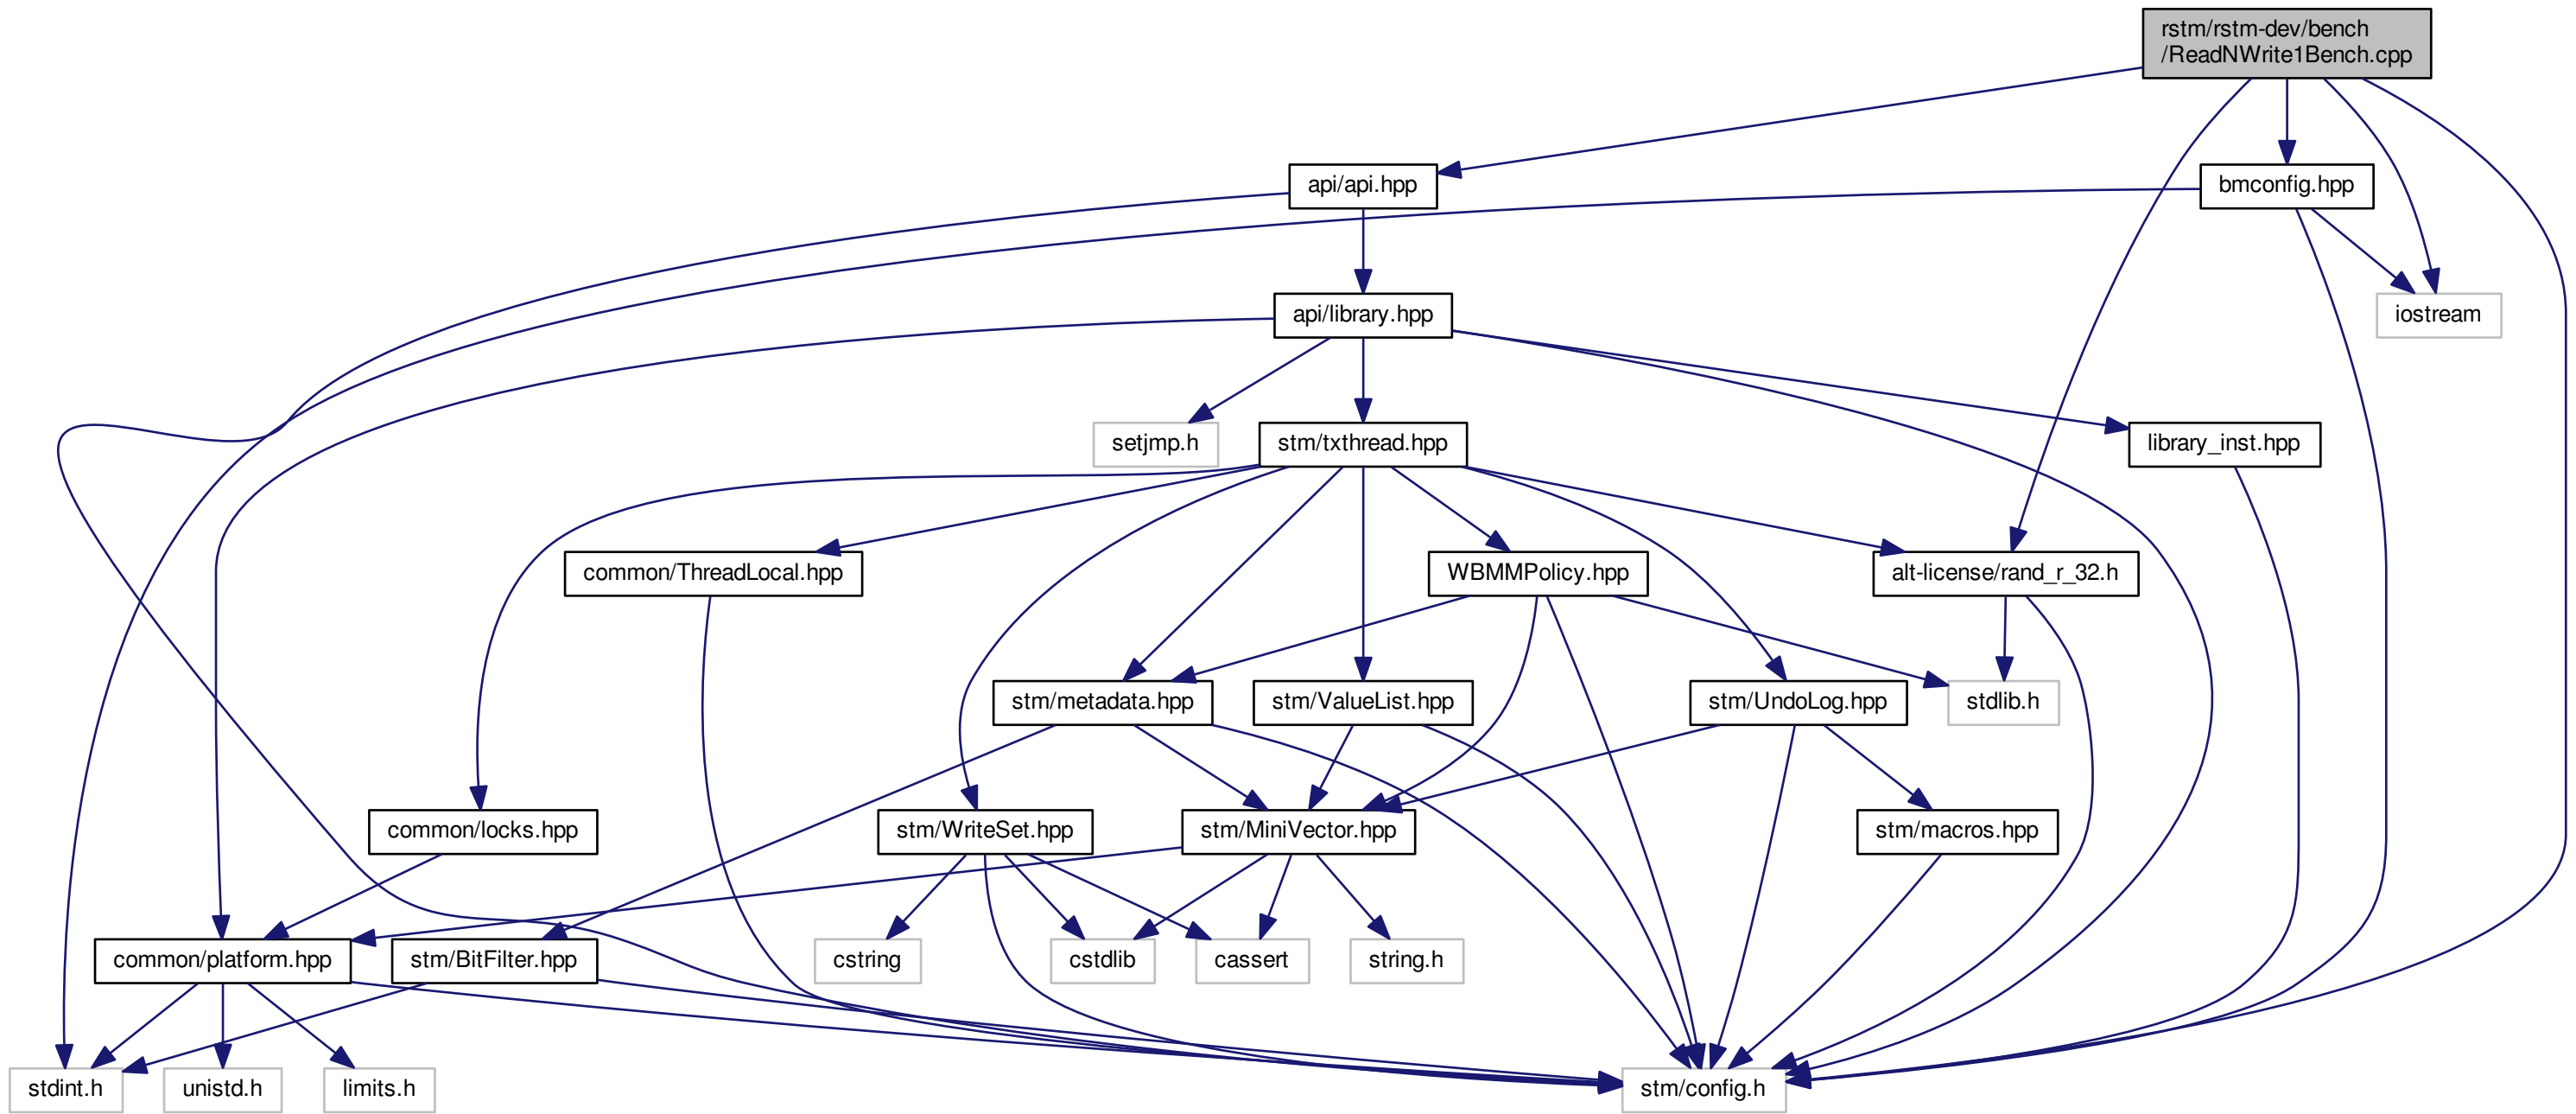 rstm/rstm-dev/bench
/ReadNWrite1Bench.cpp
api/api.hpp
bmconfig.hpp
api/library.hpp
iostream
setjmp.h
stm/txthread.hpp
library_inst.hpp
common/ThreadLocal.hpp
WBMMPolicy.hpp
alt-license/rand_r_32.h
stm/metadata.hpp
stm/ValueList.hpp
stm/UndoLog.hpp
stdlib.h
common/locks.hpp
stm/WriteSet.hpp
stm/MiniVector.hpp
stm/macros.hpp
common/platform.hpp
stm/BitFilter.hpp
cstring
cstdlib
cassert
string.h
stdint.h
unistd.h
limits.h
stm/config.h